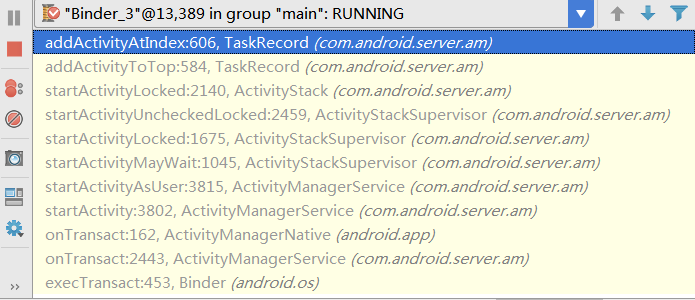 "Binder_3"@13,389 in group "main": RUNNING
addActivityAtIndex:606, TaskRecord (com.android.server.am)
addActivityToTop:584, TaskRecord (com.android.server.am)
startActivityLocked:2140, ActivityStack (com.android.server.am)
startActivityUncheckedLocked:2459, ActivityStackSupervisor (com.android.server.am)
startActivityLocked:1675, ActivityStackSupervisor (com.android.server.am)
startActivityMayWait:1045, ActivityStackSupervisor (com.android.server.am)
startActivityAsUser:3815, ActivityManagerService (com.android.server.am)
startActivity:3802, ActivityManagerService (com.android.server.am)
onTransact:162, ActivityManagerNative (android.app)
onTransact:2443, ActivityManagerService (com.android.server.am)
execTransact:453, Binder (android.os)